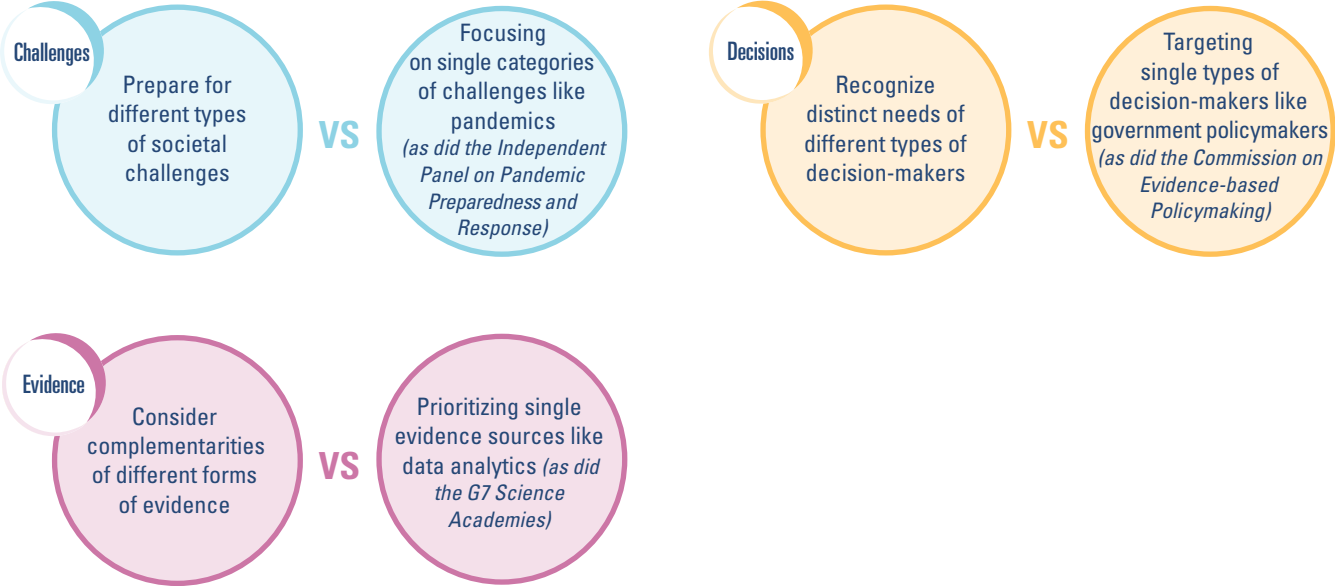 Challenges
Prepare for
different types
of societal
challenges
VS
Focusing
on single categories
of challenges like
pandemics
(as did the Independent
Panel on Pandemic
Preparedness and
Response)
Decisions
Recognize
distinct needs of
different types of
decision-makers
VS
Targeting
single types of
decision-makers like
government policymakers
(as did the Commission on
Evidence-based
Policymaking)
Evidence
Consider
complementarities
of different forms
of evidence
VS
Prioritizing single
evidence sources like
data analytics (as did
the G7 Science
Academies)